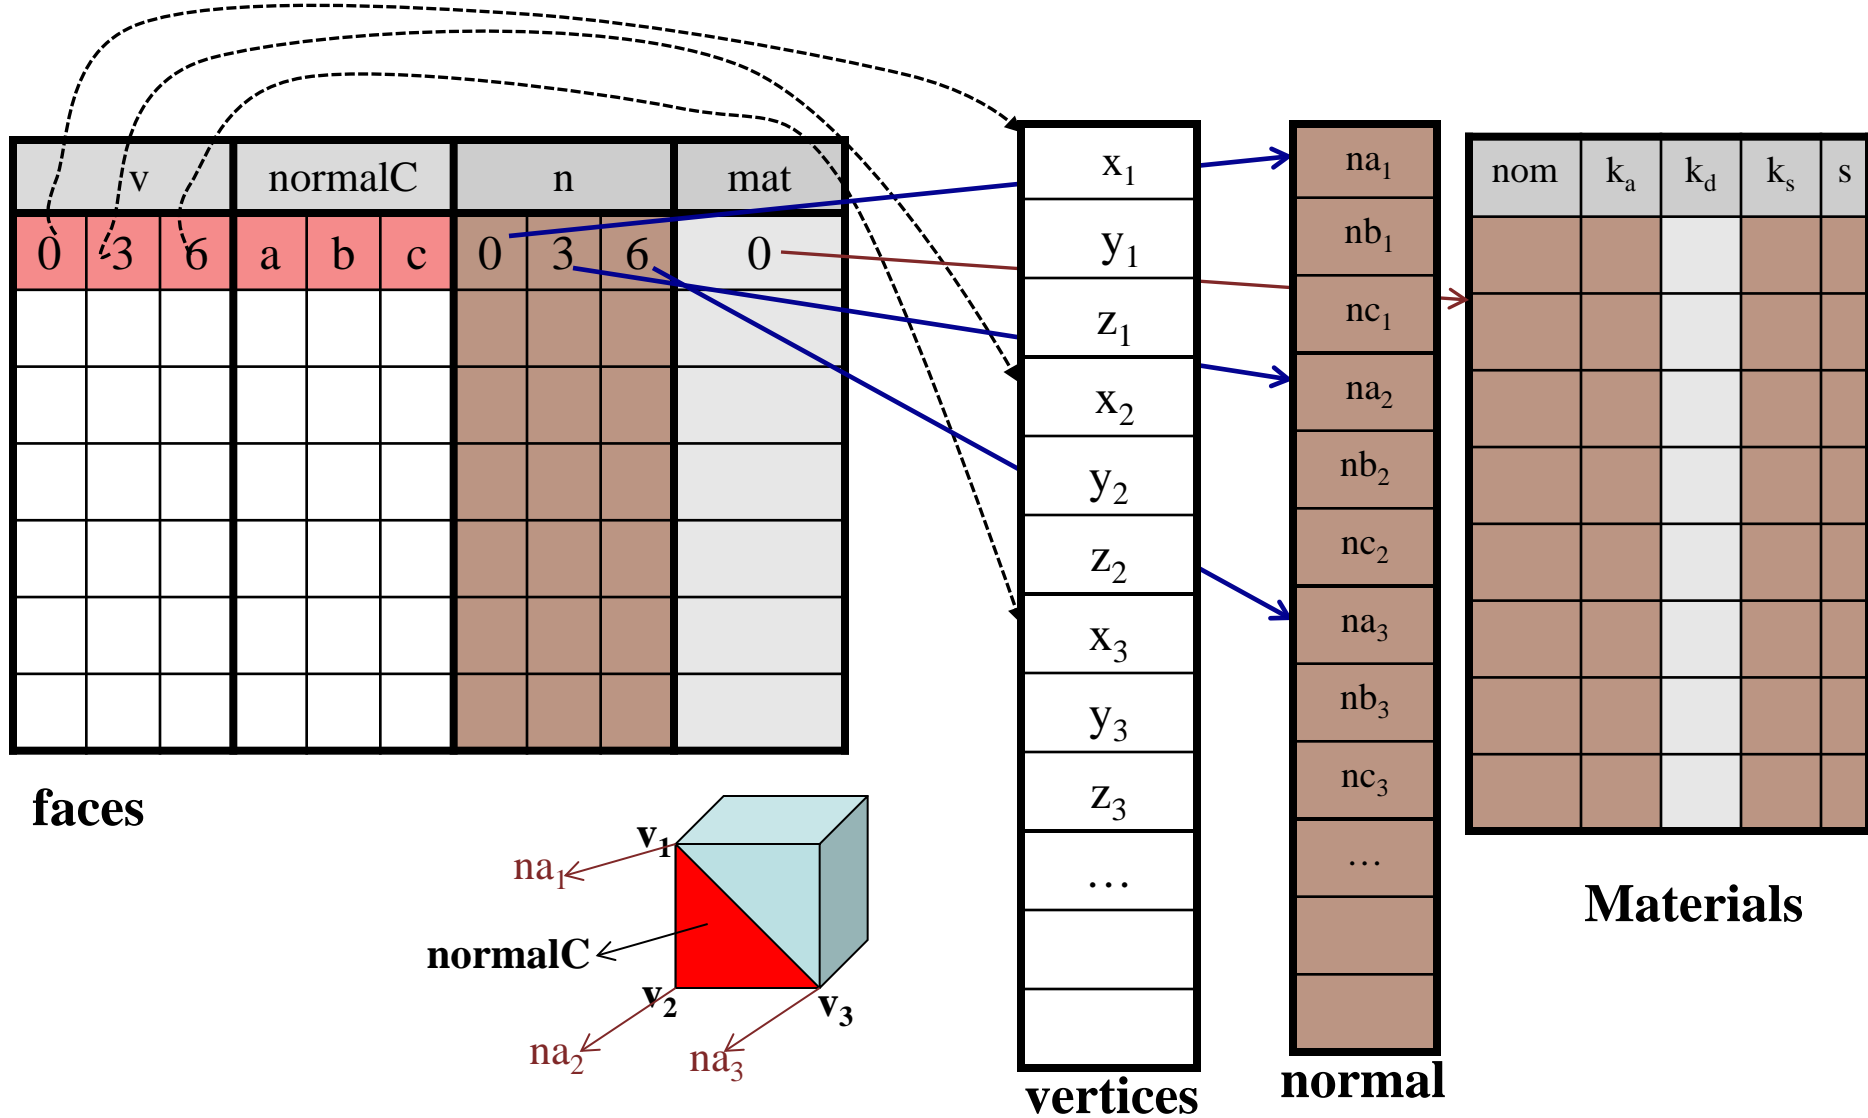 v normalC n mat
0 3 6 a b c 0 3 6 0
faces
x₁
y₁
z₁
x₂
y₂
z₂
x₃
y₃
z₃
…
vertices
na₁
nb₁
nc₁
na₂
nb₂
nc₂
na₃
nb₃
nc₃
…
normal
nom kₐ k_d kₛ s
Materials
v₁
na₁
normalC
v₂
v₃
na₂
na₃